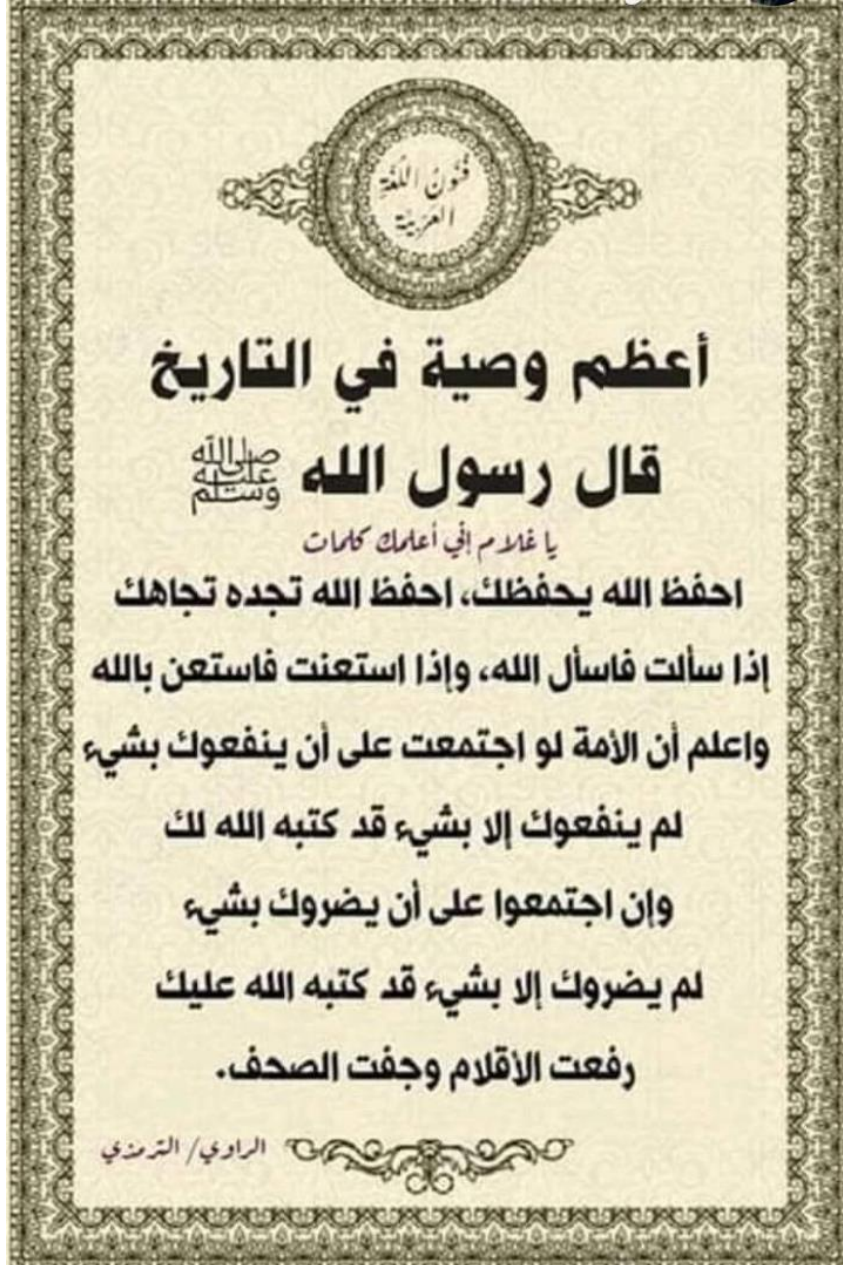 فُنُونُ اللُّغَةِ
العَرَبِيَّة
أعظم وصية في التاريخ
قال رسول الله ﷺ
يا غلام إني أعلمك كلمات
احفظ الله يحفظك، احفظ الله تجده تجاهك
إذا سألت فاسأل الله، وإذا استعنت فاستعن بالله
واعلم أن الأمة لو اجتمعت على أن ينفعوك بشيء
لم ينفعوك إلا بشيء قد كتبه الله لك
وإن اجتمعوا على أن يضروك بشيء
لم يضروك إلا بشيء قد كتبه الله عليك
رفعت الأقلام وجفت الصحف.
الراوي/ الترمذي